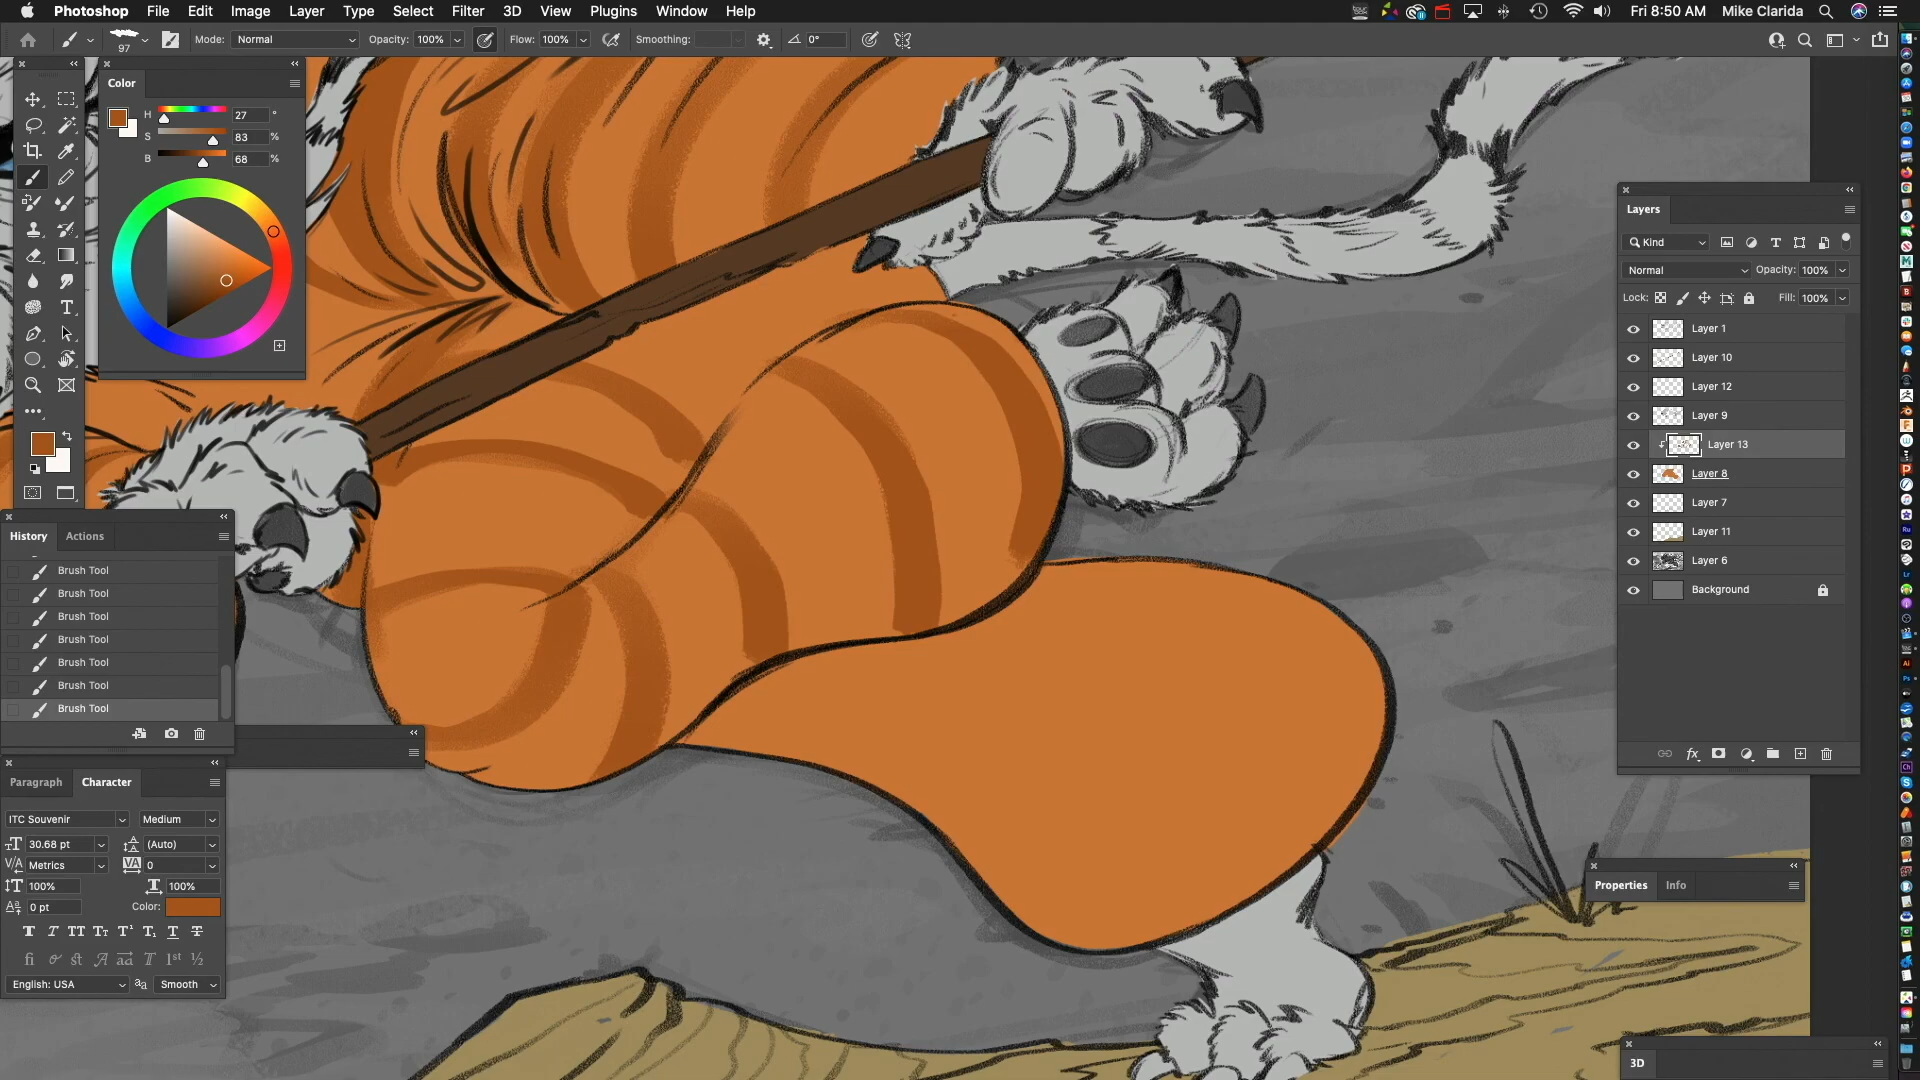 Photoshop File Edit Image Layer Type Select Filter 3D View Plugins Window Help Fri 8:50 AM Mike Clarida
97 Mode: Normal Opacity: 100% Flow: 100% Smoothing: 0°
Color
H 27 °
S 83 %
B 68 %
Layers
Kind
Normal Opacity: 100%
Lock: Fill: 100%
Layer 1
Layer 10
Layer 12
Layer 9
Layer 13
Layer 8
Layer 7
Layer 11
Layer 6
Background
History Actions
Brush Tool
Brush Tool
Brush Tool
Brush Tool
Brush Tool
Brush Tool
Brush Tool
Paragraph Character
ITC Souvenir Medium
30.68 pt (Auto)
Metrics 0
100% 100%
0 pt Color:
English: USA Smooth
Properties Info
3D